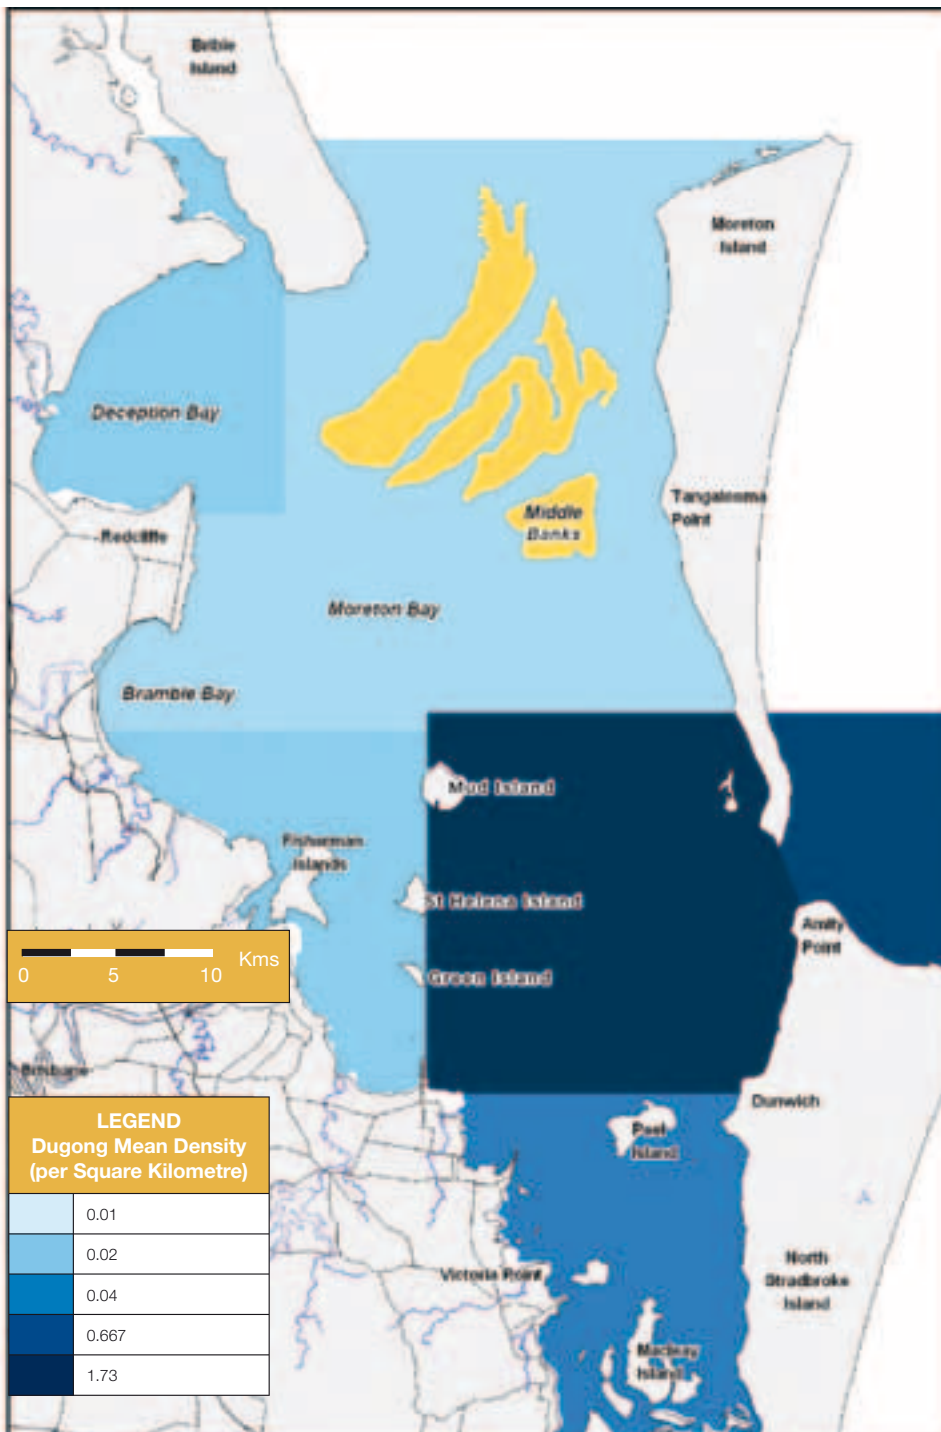 Bribie
Island
Moreton
Island
Deception Bay
Tangalooma
Point
Middle
Banks
Redcliffe
Moreton Bay
Bramble Bay
Mud Island
Fisherman
Islands
St Helena Island
Amity
Point
Kms
0 5 10
Green Island
Brisbane
Dunwich
LEGEND
Dugong Mean Density
(per Square Kilometre)
Peel
Island
0.01
0.02
0.04
0.667
1.73
Victoria Point
North
Stradbroke
Island
Macleay
Island